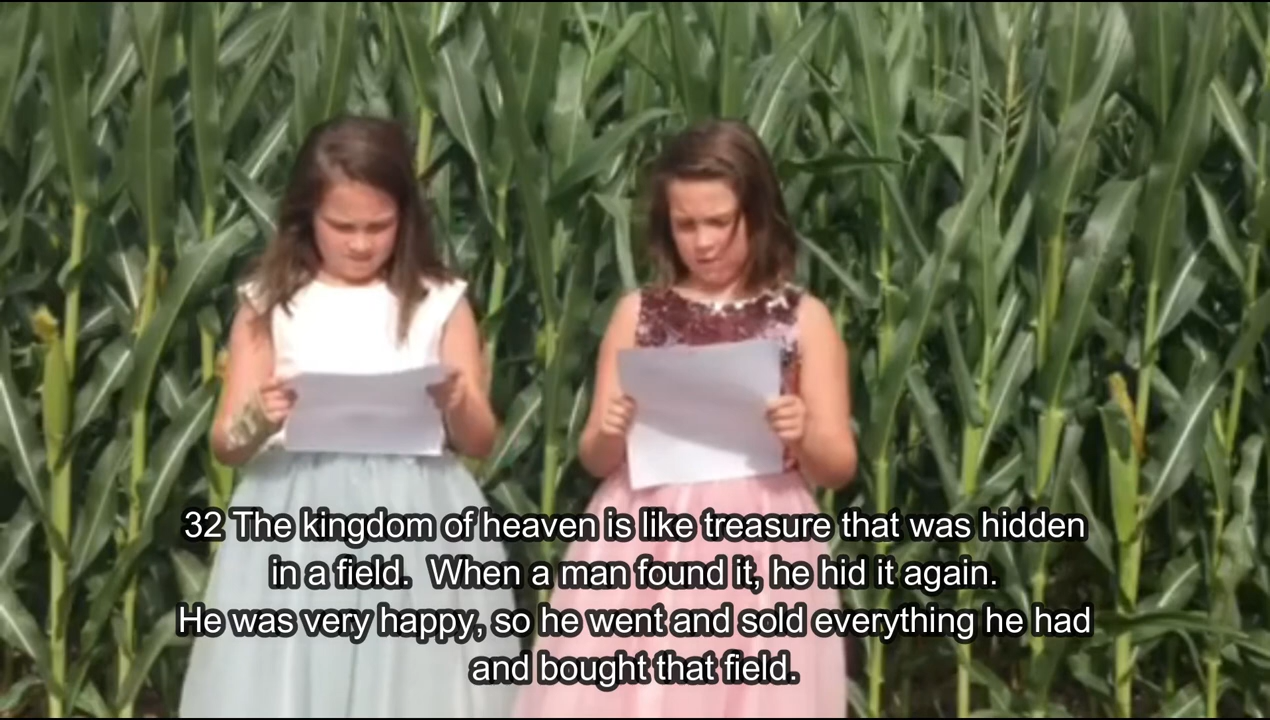 32 The kingdom of heaven is like treasure that was hidden
in a field.  When a man found it, he hid it again.
He was very happy, so he went and sold everything he had
and bought that field.